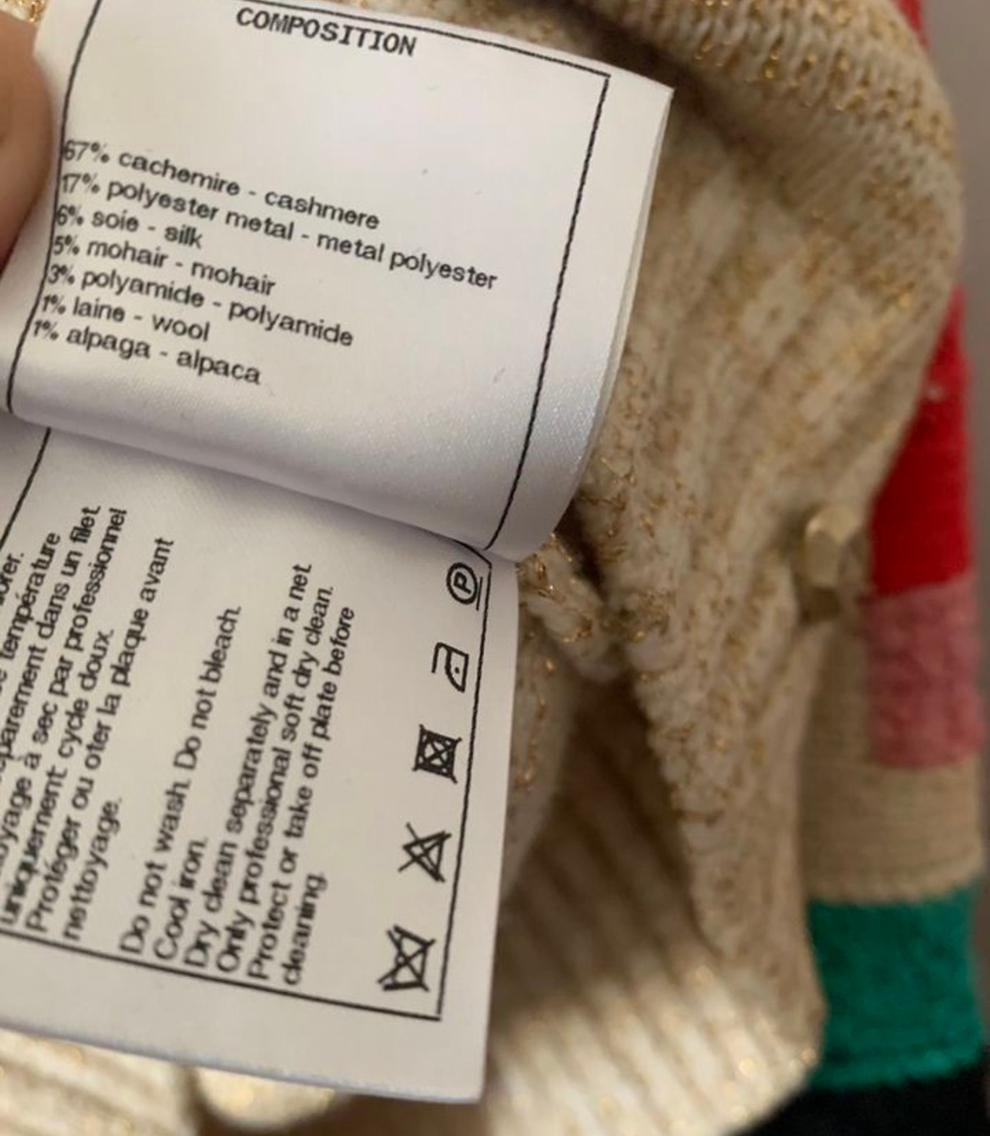 COMPOSITION
67% cachemire - cashmere
17% polyester metal - metal polyester
6% soie - silk
5% mohair - mohair
3% polyamide - polyamide
1% laine - wool
1% alpaga - alpaca
température
dans un filet
à sec par professionnel
uniquement cycle doux.
Protéger ou oter la plaque avant
nettoyage.
Do not wash. Do not bleach.
Cool iron.
Dry clean separately and in a net.
Only professional soft dry clean.
Protect or take off plate before
cleaning.
P